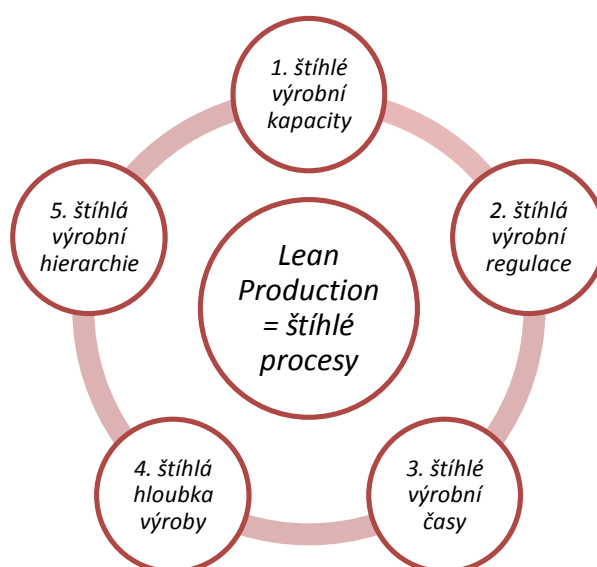 1. štíhlé
výrobní
kapacity
2. štíhlá
výrobní
regulace
3. štíhlé
výrobní
časy
4. štíhlá
hloubka
výroby
5. štíhlá
výrobní
hierarchie
Lean
Production
= štíhlé
procesy